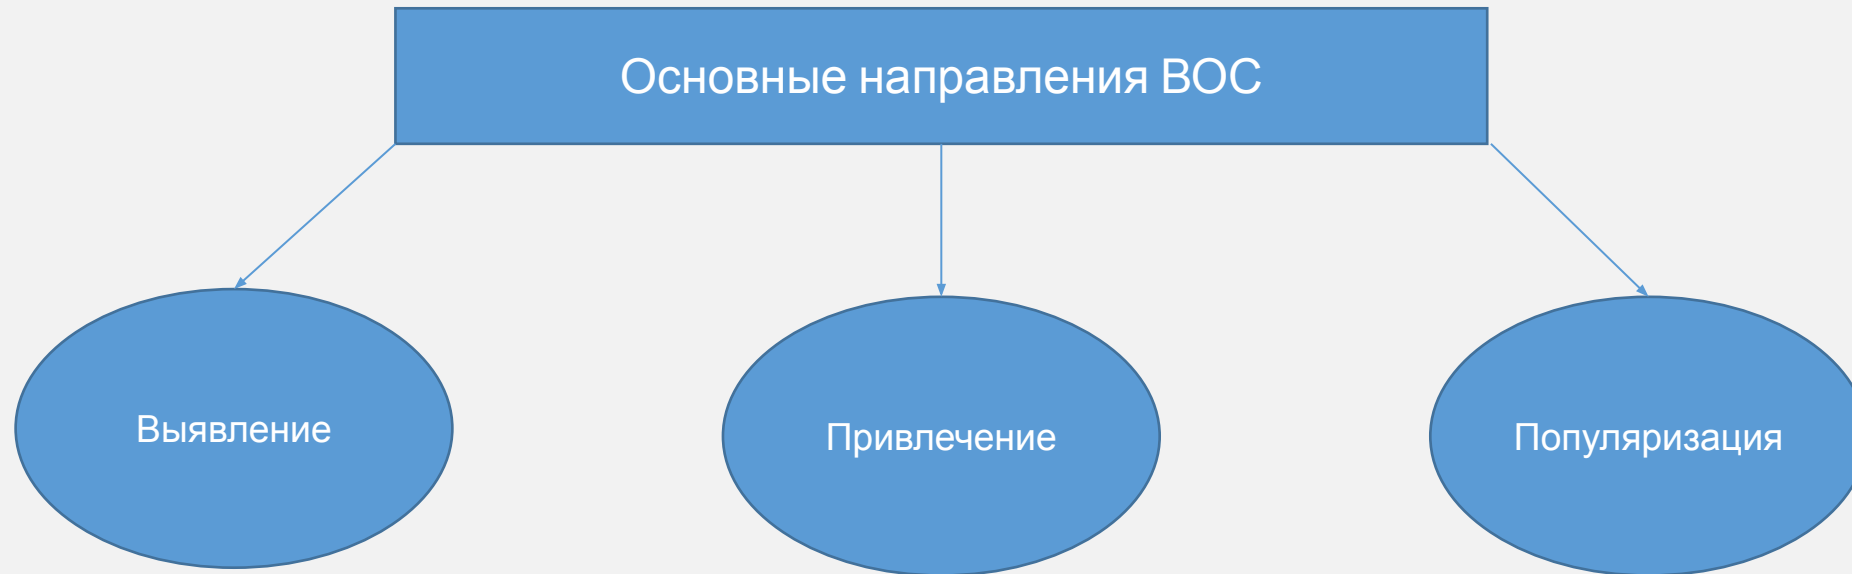 Основные направления ВОС
Выявление
Привлечение
Популяризация